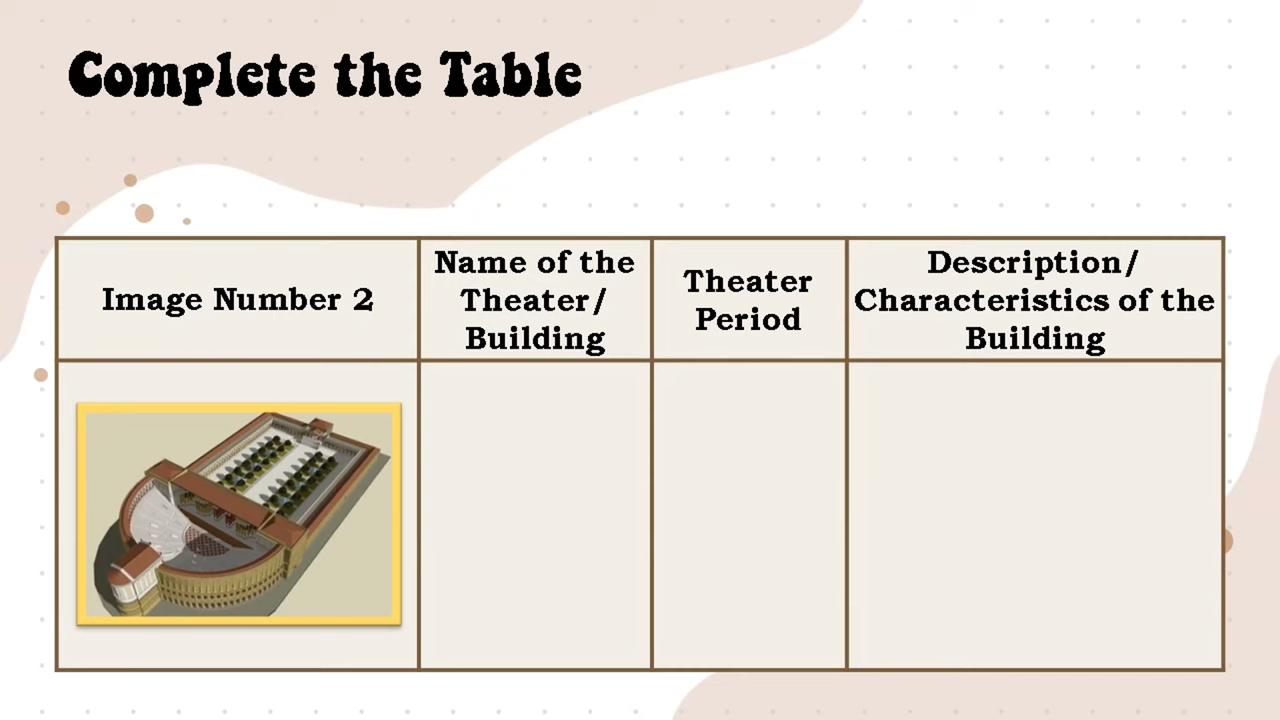 Complete the Table
Image Number 2
Name of the
Theater/
Building
Theater
Period
Description/
Characteristics of the
Building